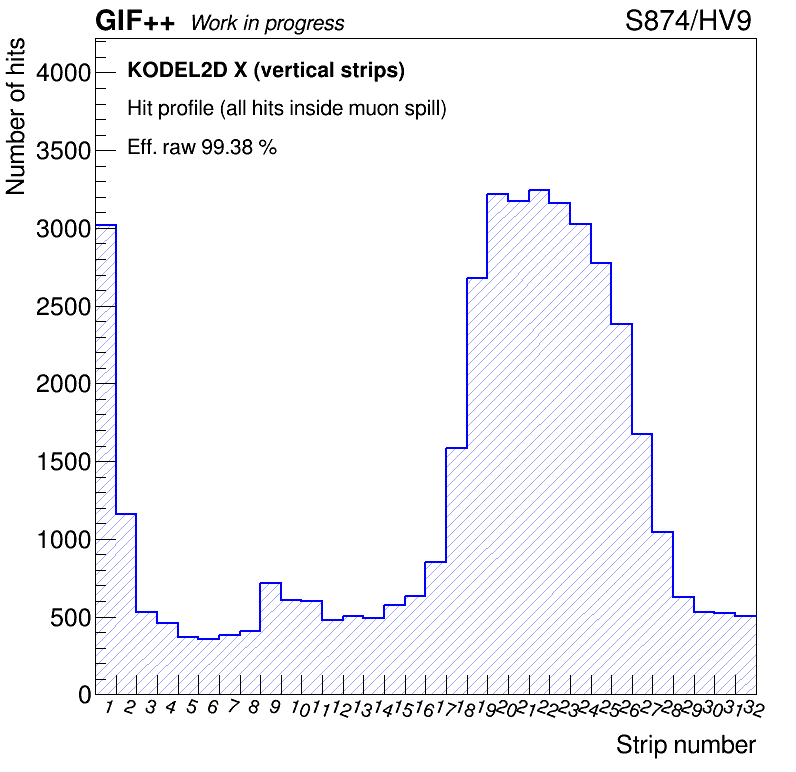 GIF++ Work in progress S874/HV9
Number of hits
KODEL2D X (vertical strips)
Hit profile (all hits inside muon spill)
Eff. raw 99.38 %
4000
3500
3000
2500
2000
1500
1000
500
0
1 2 3 4 5 6 7 8 9 10 11 12 13 14 15 16 17 18 19 20 21 22 23 24 25 26 27 28 29 30 31 32
Strip number